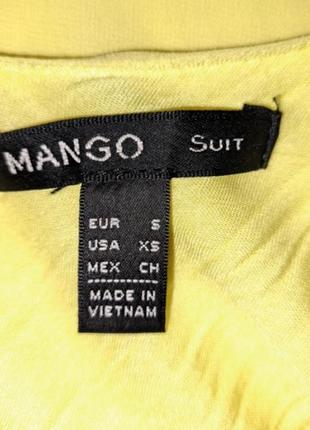 MANGO SUIT
EUR S
USA XS
MEX CH
MADE IN
VIETNAM